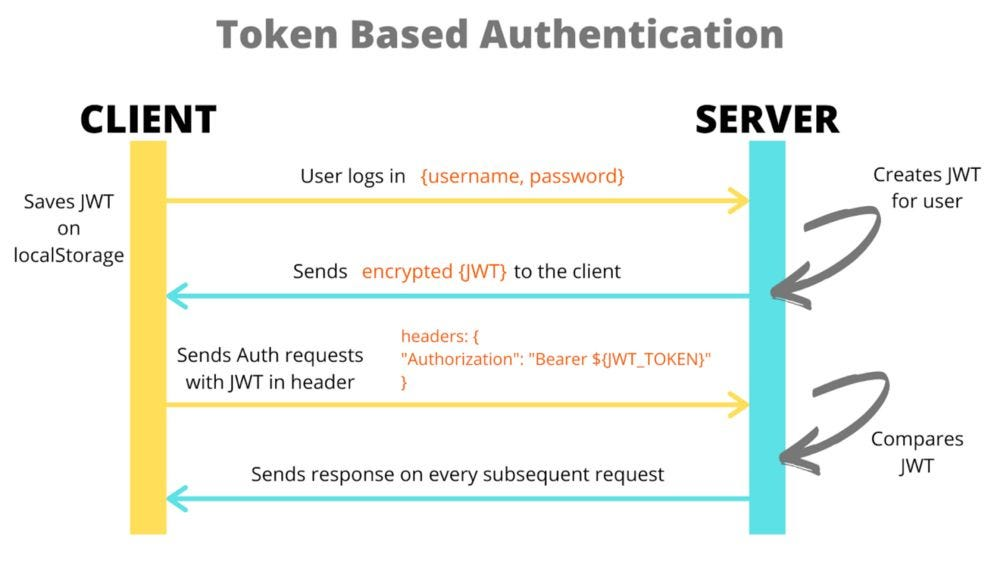 Token Based Authentication
CLIENT
SERVER
User logs in {username, password}
Creates JWT
for user
Saves JWT
on
localStorage
Sends encrypted {JWT} to the client
headers: {
"Authorization": "Bearer ${JWT_TOKEN}"
}
Sends Auth requests
with JWT in header
Compares
JWT
Sends response on every subsequent request